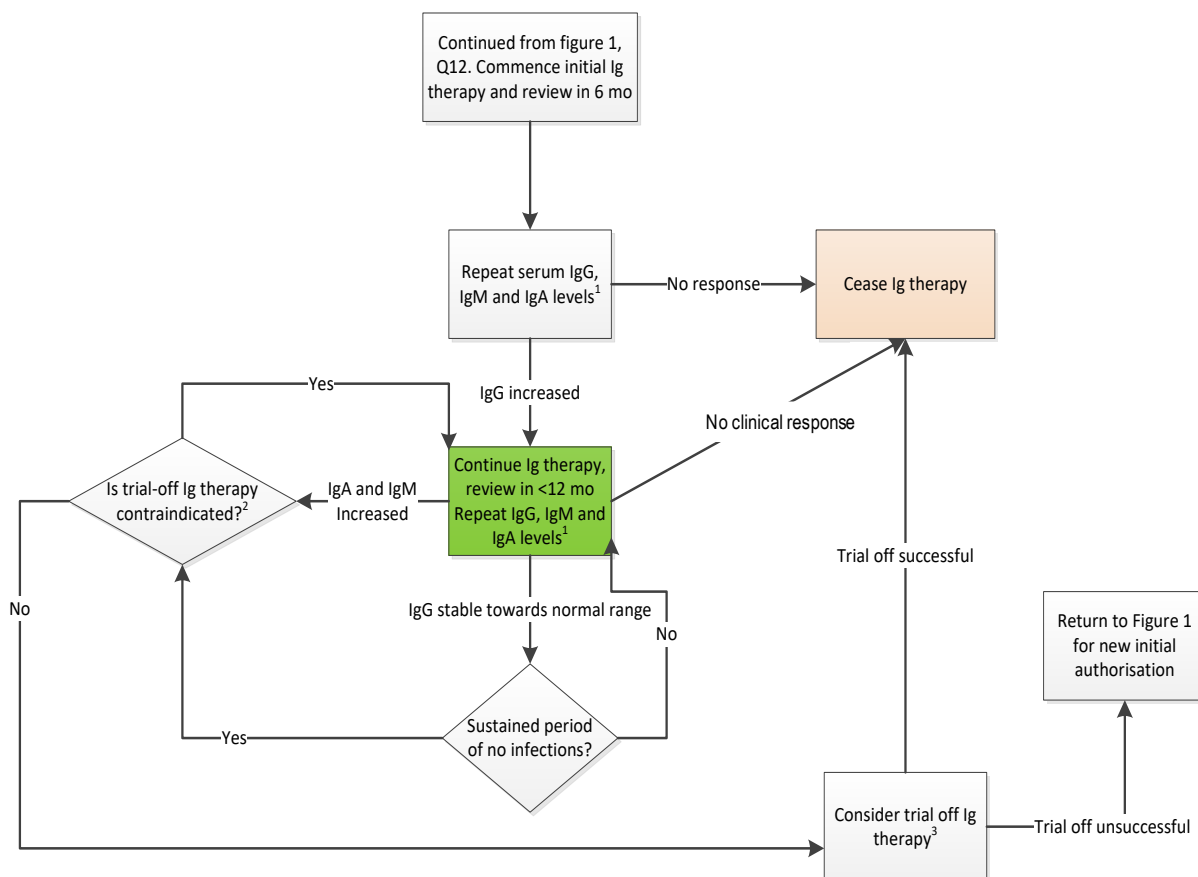 Continued from figure 1,
Q12. Commence initial Ig
therapy and review in 6 mo
Repeat serum IgG,
IgM and IgA levels1
No response
Cease Ig therapy
Yes
IgG increased
No clinical response
Is trial-off Ig therapy
contraindicated?2
IgA and IgM
Increased
Continue Ig therapy,
review in <12 mo
Repeat IgG, IgM and
IgA levels1
Trial off successful
No
IgG stable towards normal range
No
Return to Figure 1
for new initial
authorisation
Yes
Sustained period
of no infections?
Consider trial off Ig
therapy3
Trial off unsuccessful